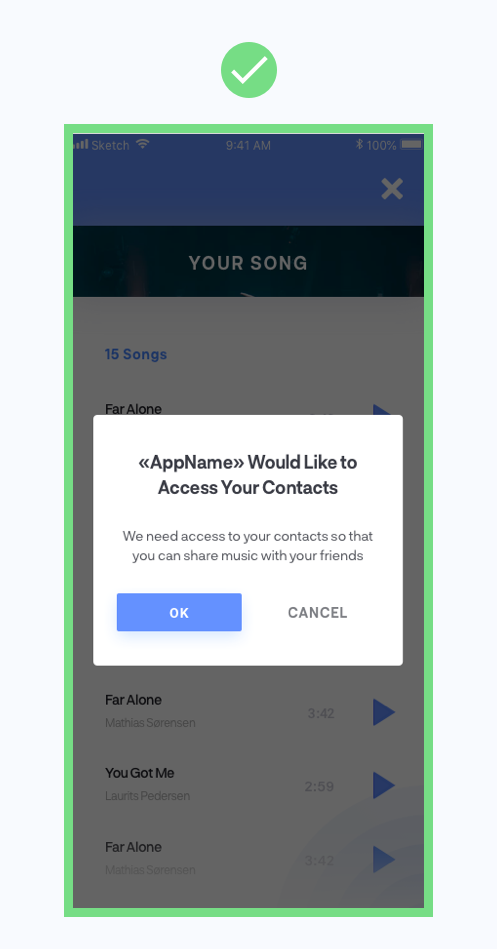 Sketch 9:41 AM 100%
YOUR SONG
15 Songs
Far Alone
«AppName» Would Like to
Access Your Contacts
We need access to your contacts so that
you can share music with your friends
OK CANCEL
Far Alone
Mathias Sørensen 3:42
You Got Me
Laurits Pedersen 2:59
Far Alone
Mathias Sørensen 3:42